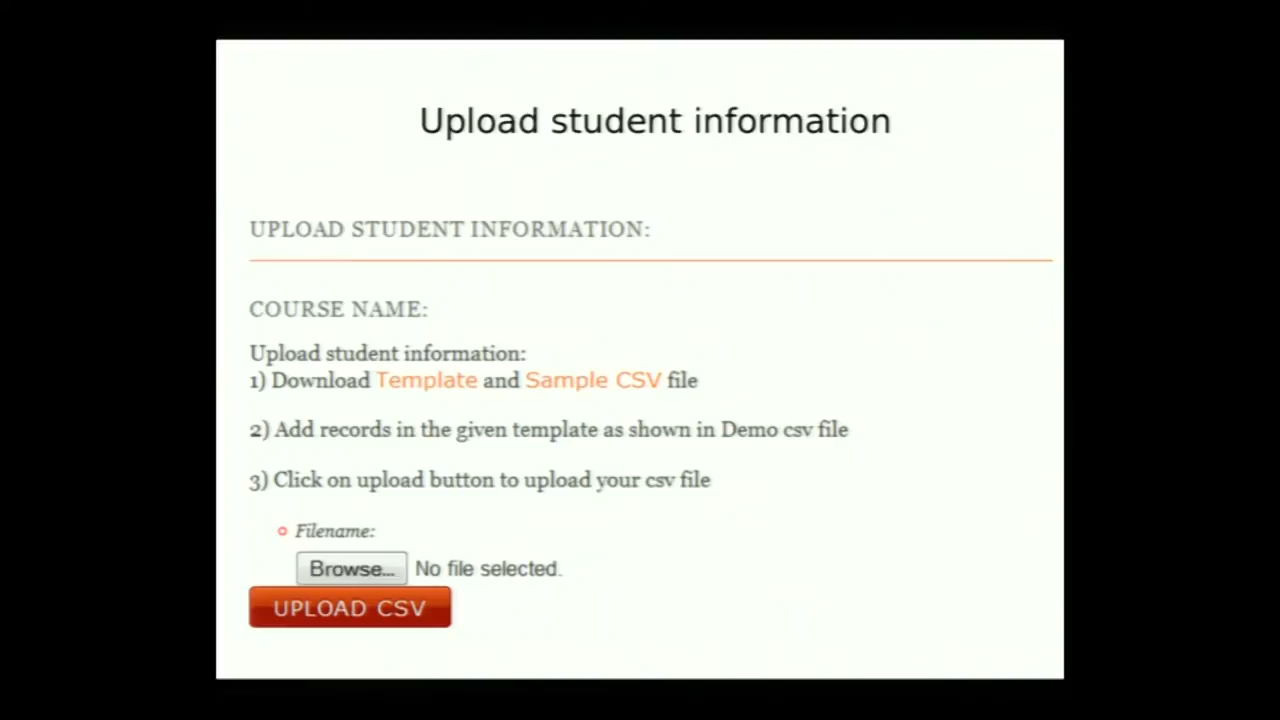 Upload student information
UPLOAD STUDENT INFORMATION:
COURSE NAME:
Upload student information:
1) Download Template and Sample CSV file
2) Add records in the given template as shown in Demo csv file
3) Click on upload button to upload your csv file
Filename:
Browse... No file selected.
UPLOAD CSV